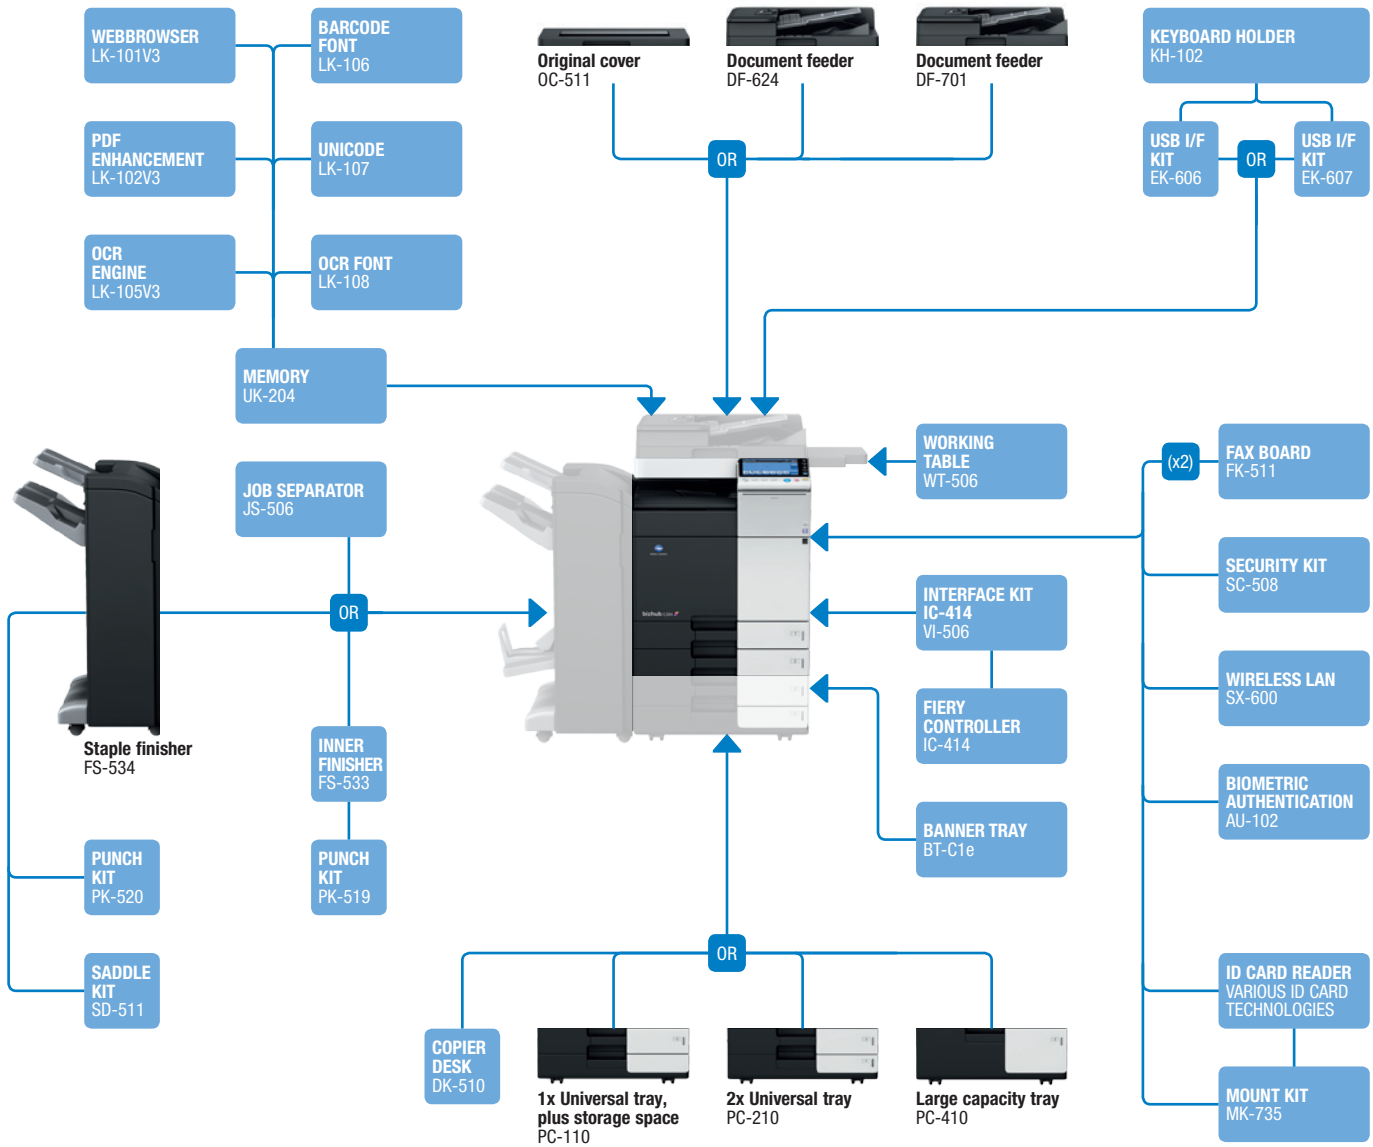 WEBBROWSER
LK-101V3
BARCODE
FONT
LK-106
PDF
ENHANCEMENT
LK-102V3
UNICODE
LK-107
OCR
ENGINE
LK-105V3
OCR FONT
LK-108
MEMORY
UK-204
Original cover
OC-511
Document feeder
DF-624
Document feeder
DF-701
OR
KEYBOARD HOLDER
KH-102
USB I/F
KIT
EK-606
OR
USB I/F
KIT
EK-607
JOB SEPARATOR
JS-506
OR
Staple finisher
FS-534
INNER
FINISHER
FS-533
PUNCH
KIT
PK-520
PUNCH
KIT
PK-519
SADDLE
KIT
SD-511
bizhub
WORKING
TABLE
WT-506
INTERFACE KIT
IC-414
VI-506
FIERY
CONTROLLER
IC-414
BANNER TRAY
BT-C1e
(x2)
FAX BOARD
FK-511
SECURITY KIT
SC-508
WIRELESS LAN
SX-600
BIOMETRIC
AUTHENTICATION
AU-102
ID CARD READER
VARIOUS ID CARD
TECHNOLOGIES
MOUNT KIT
MK-735
OR
COPIER
DESK
DK-510
1x Universal tray,
plus storage space
PC-110
2x Universal tray
PC-210
Large capacity tray
PC-410